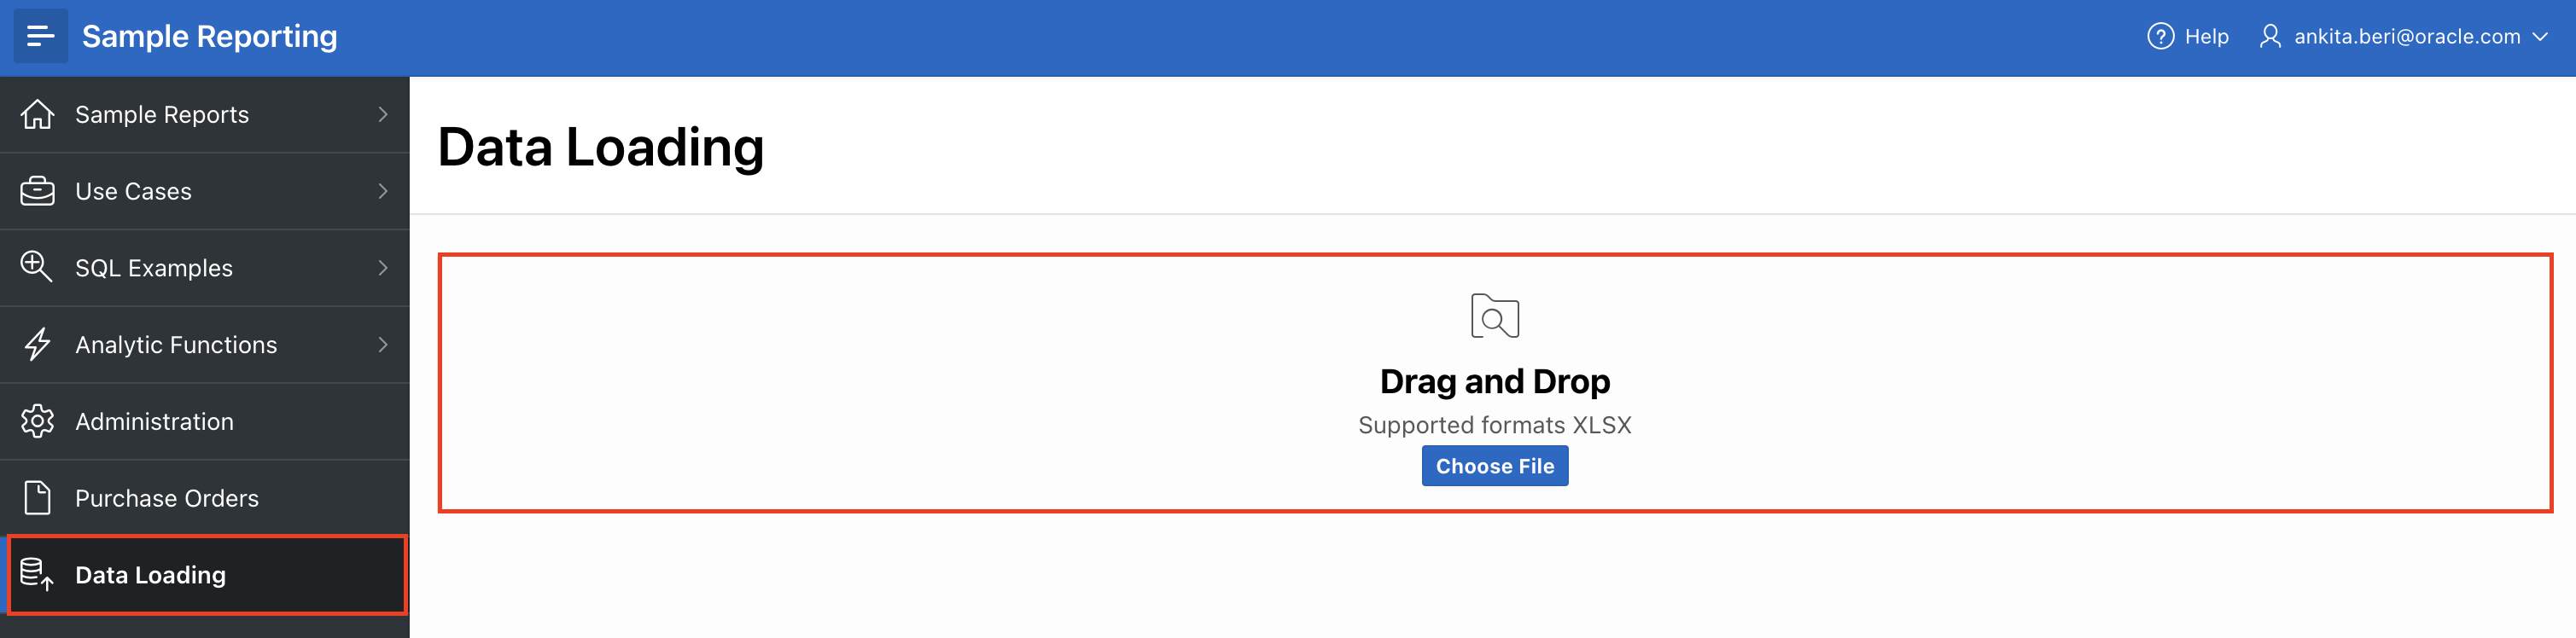 Sample Reporting
? Help
ankita.beri@oracle.com
Sample Reports
Use Cases
SQL Examples
Analytic Functions
Administration
Purchase Orders
Data Loading
Data Loading
Drag and Drop
Supported formats XLSX
Choose File